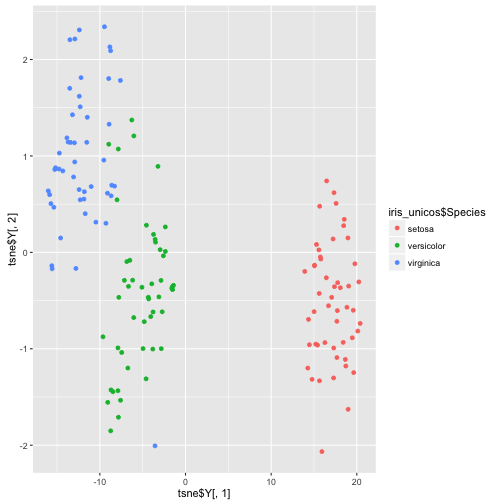 2
1
0
-1
-2
tsne$Y[, 2]
-10
0
10
20
tsne$Y[, 1]
iris_unicos$Species
setosa
versicolor
virginica